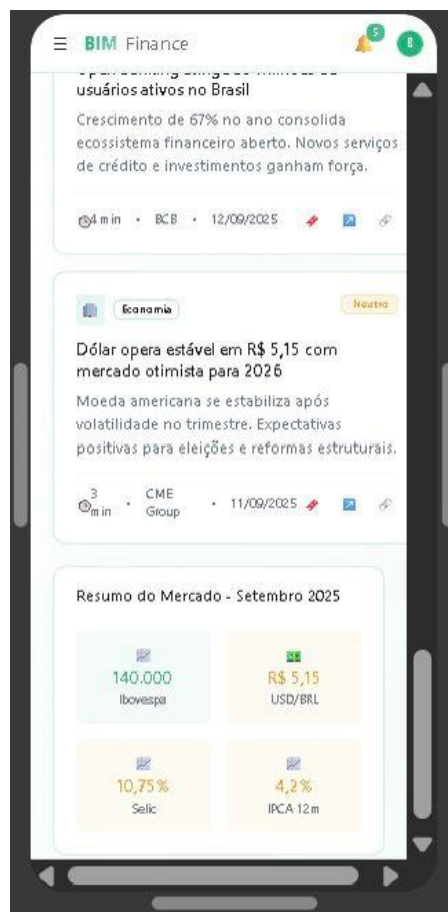 BIM Finance
5
B
usuários ativos no Brasil
Crescimento de 67% no ano consolida
ecossistema financeiro aberto. Novos serviços
de crédito e investimentos ganham força.
4 min • BCB • 12/09/2025
Economia
Neutro
Dólar opera estável em R$ 5,15 com
mercado otimista para 2026
Moeda americana se estabiliza após
volatilidade no trimestre. Expectativas
positivas para eleições e reformas estruturais.
3 min • CME Group • 11/09/2025
Resumo do Mercado - Setembro 2025
140.000
Ibovespa
R$ 5,15
USD/BRL
10,75%
Selic
4,2%
IPCA 12m